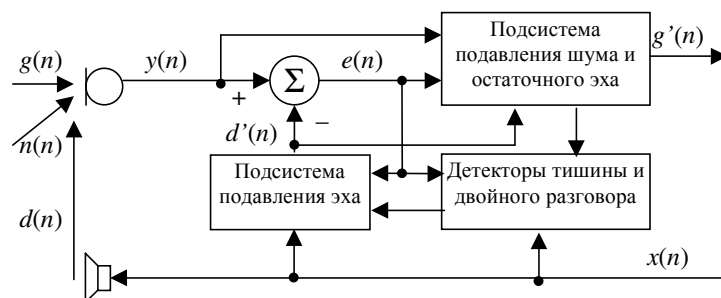 Подсистема
подавления шума и
остаточного эха
g'(n)
g(n)
y(n)
+
Σ
e(n)
−
n(n)
d'(n)
Подсистема
подавления эха
Детекторы тишины и
двойного разговора
d(n)
x(n)